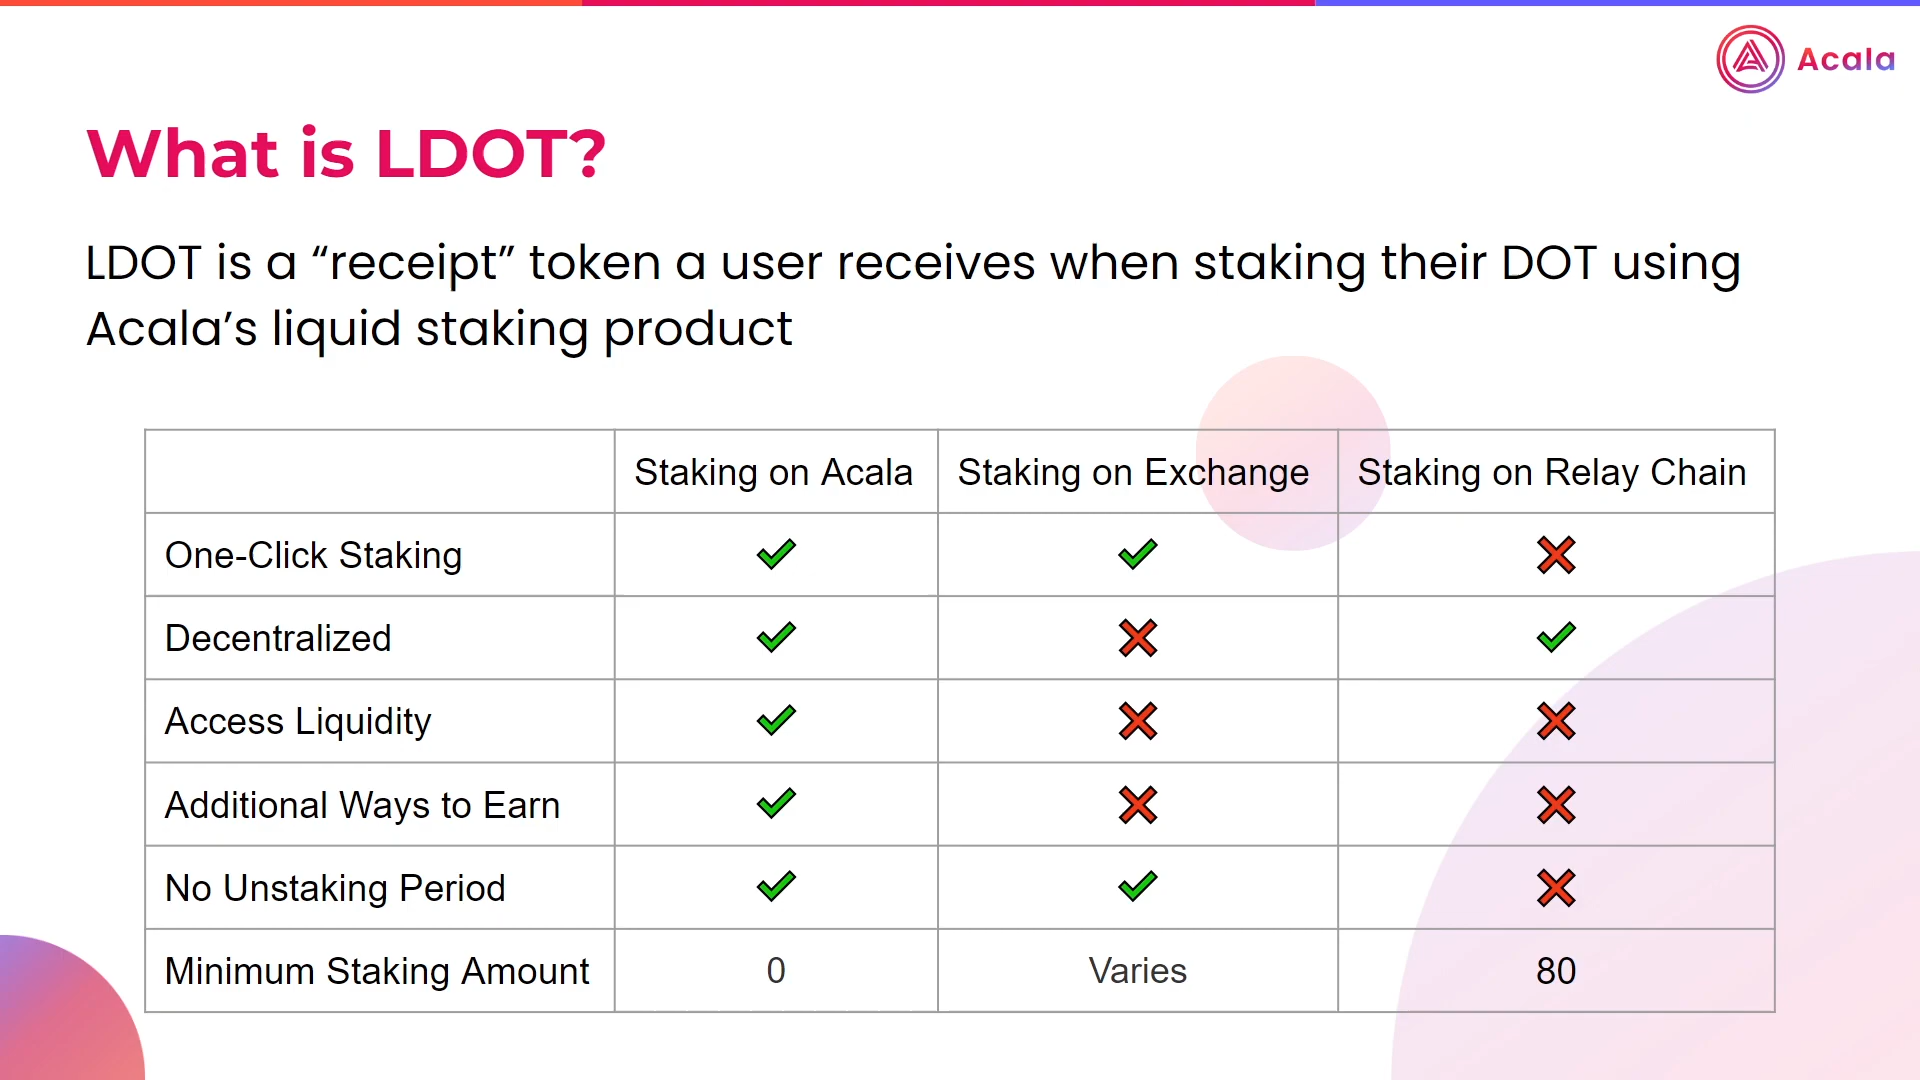 Acala
What is LDOT?
LDOT is a “receipt” token a user receives when staking their DOT using
Acala’s liquid staking product
Staking on Acala Staking on Exchange Staking on Relay Chain
One-Click Staking ✔ ✔ ❌
Decentralized ✔ ❌ ✔
Access Liquidity ✔ ❌ ❌
Additional Ways to Earn ✔ ❌ ❌
No Unstaking Period ✔ ✔ ❌
Minimum Staking Amount 0 Varies 80